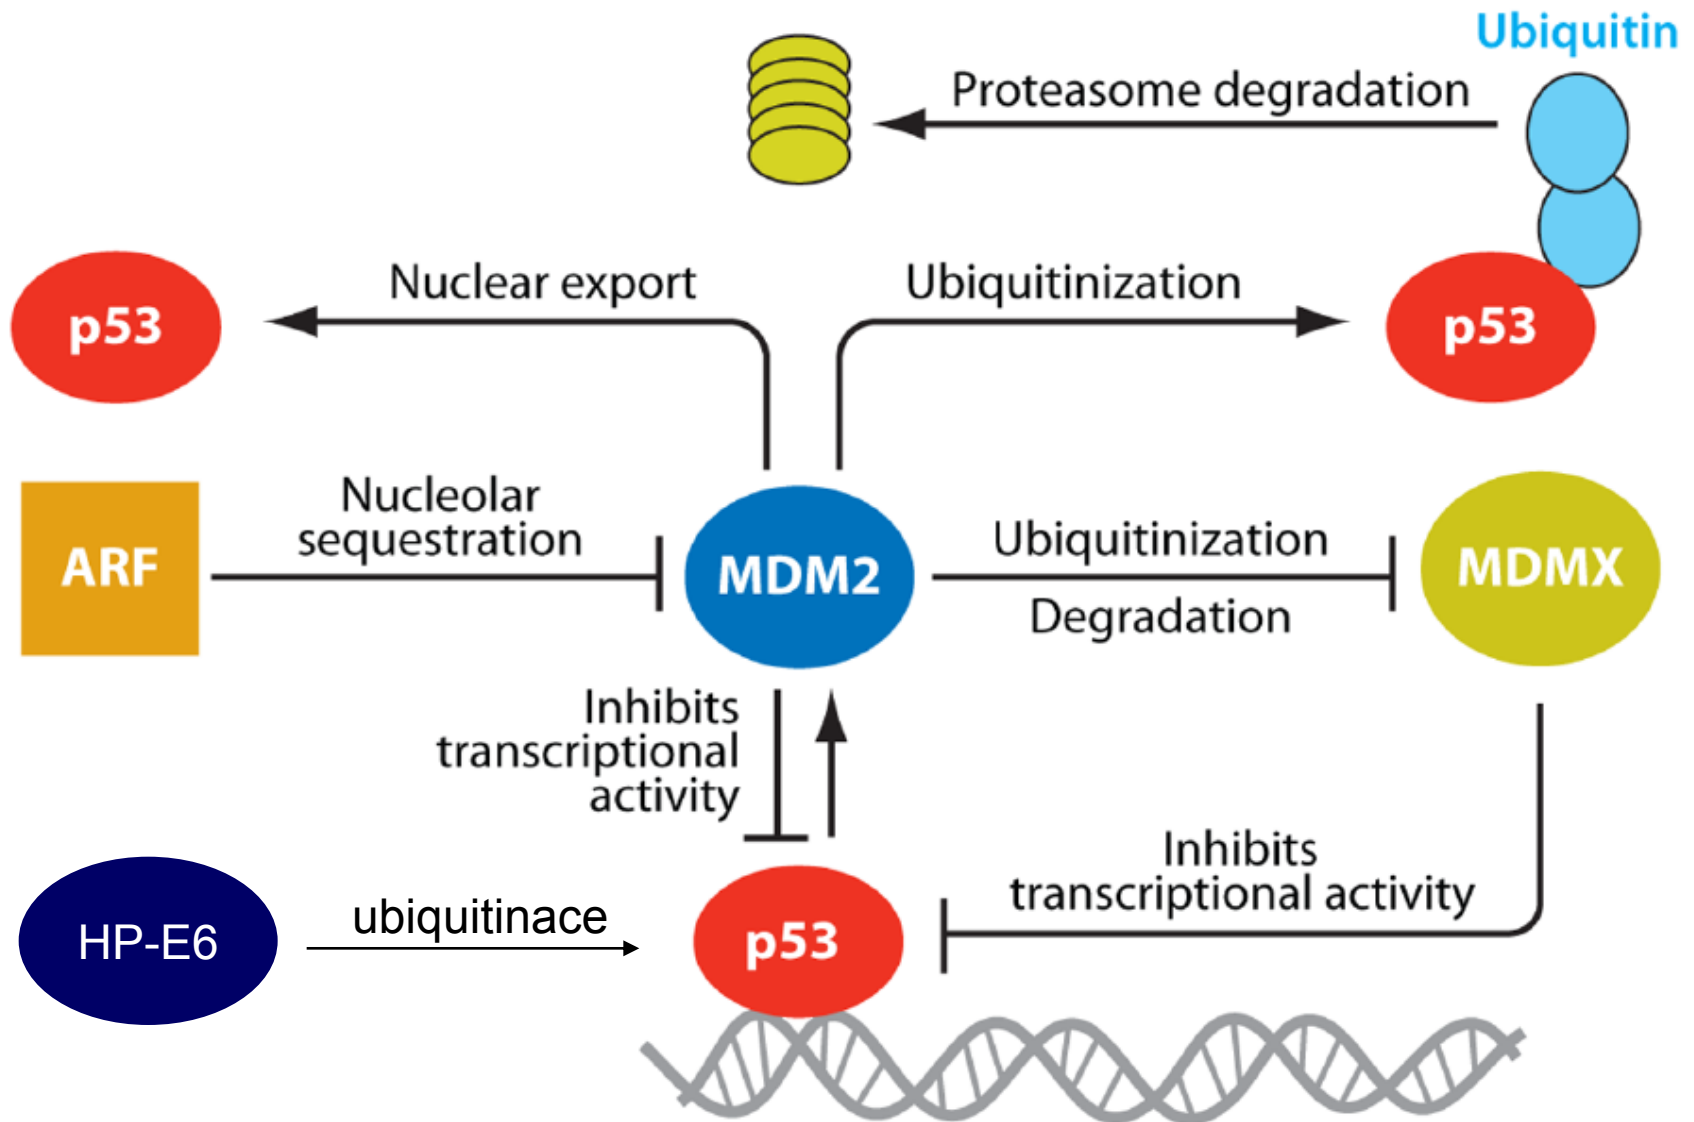 Ubiquitin
Proteasome degradation
Nuclear export
Ubiquitinization
p53
p53
ARF
Nucleolar
sequestration
MDM2
Ubiquitinization
Degradation
MDMX
Inhibits
transcriptional
activity
HP-E6
ubiquitinace
p53
Inhibits
transcriptional activity